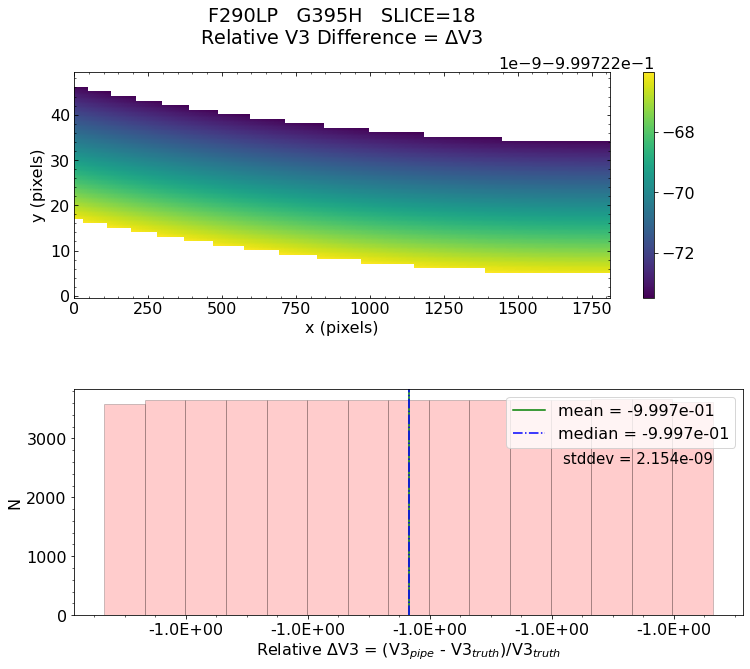 F290LP   G395H   SLICE=18
Relative V3 Difference = ΔV3
1e−9−9.99722e−1
40
30
20
10
0
y (pixels)
0 250 500 750 1000 1250 1500 1750
x (pixels)
−68
−70
−72
mean = -9.997e-01
median = -9.997e-01
stddev = 2.154e-09
3000
2000
1000
0
N
-1.0E+00 -1.0E+00 -1.0E+00 -1.0E+00 -1.0E+00
Relative ΔV3 = (V3pipe - V3truth)/V3truth